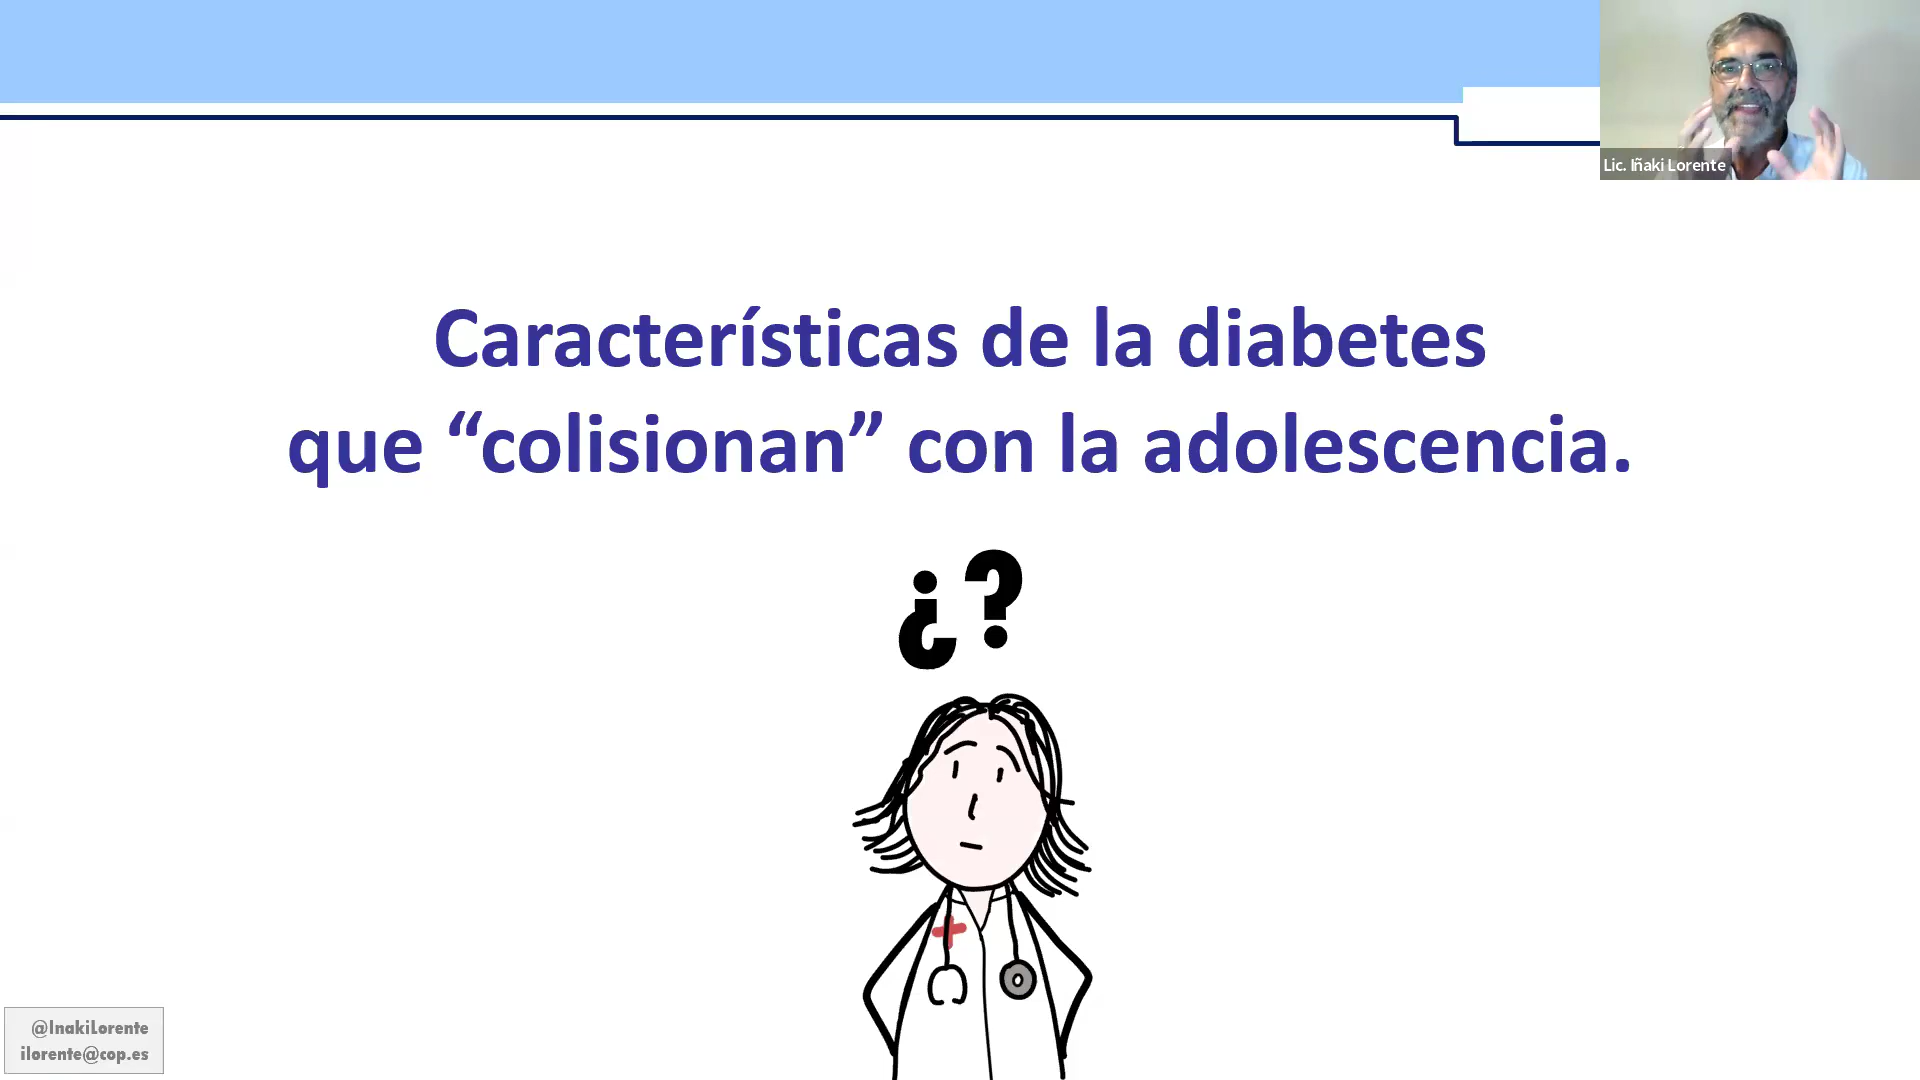 Lic. Iñaki Lorente
Características de la diabetes
que “colisionan” con la adolescencia.
¿?
@InakiLorente
ilorente@cop.es